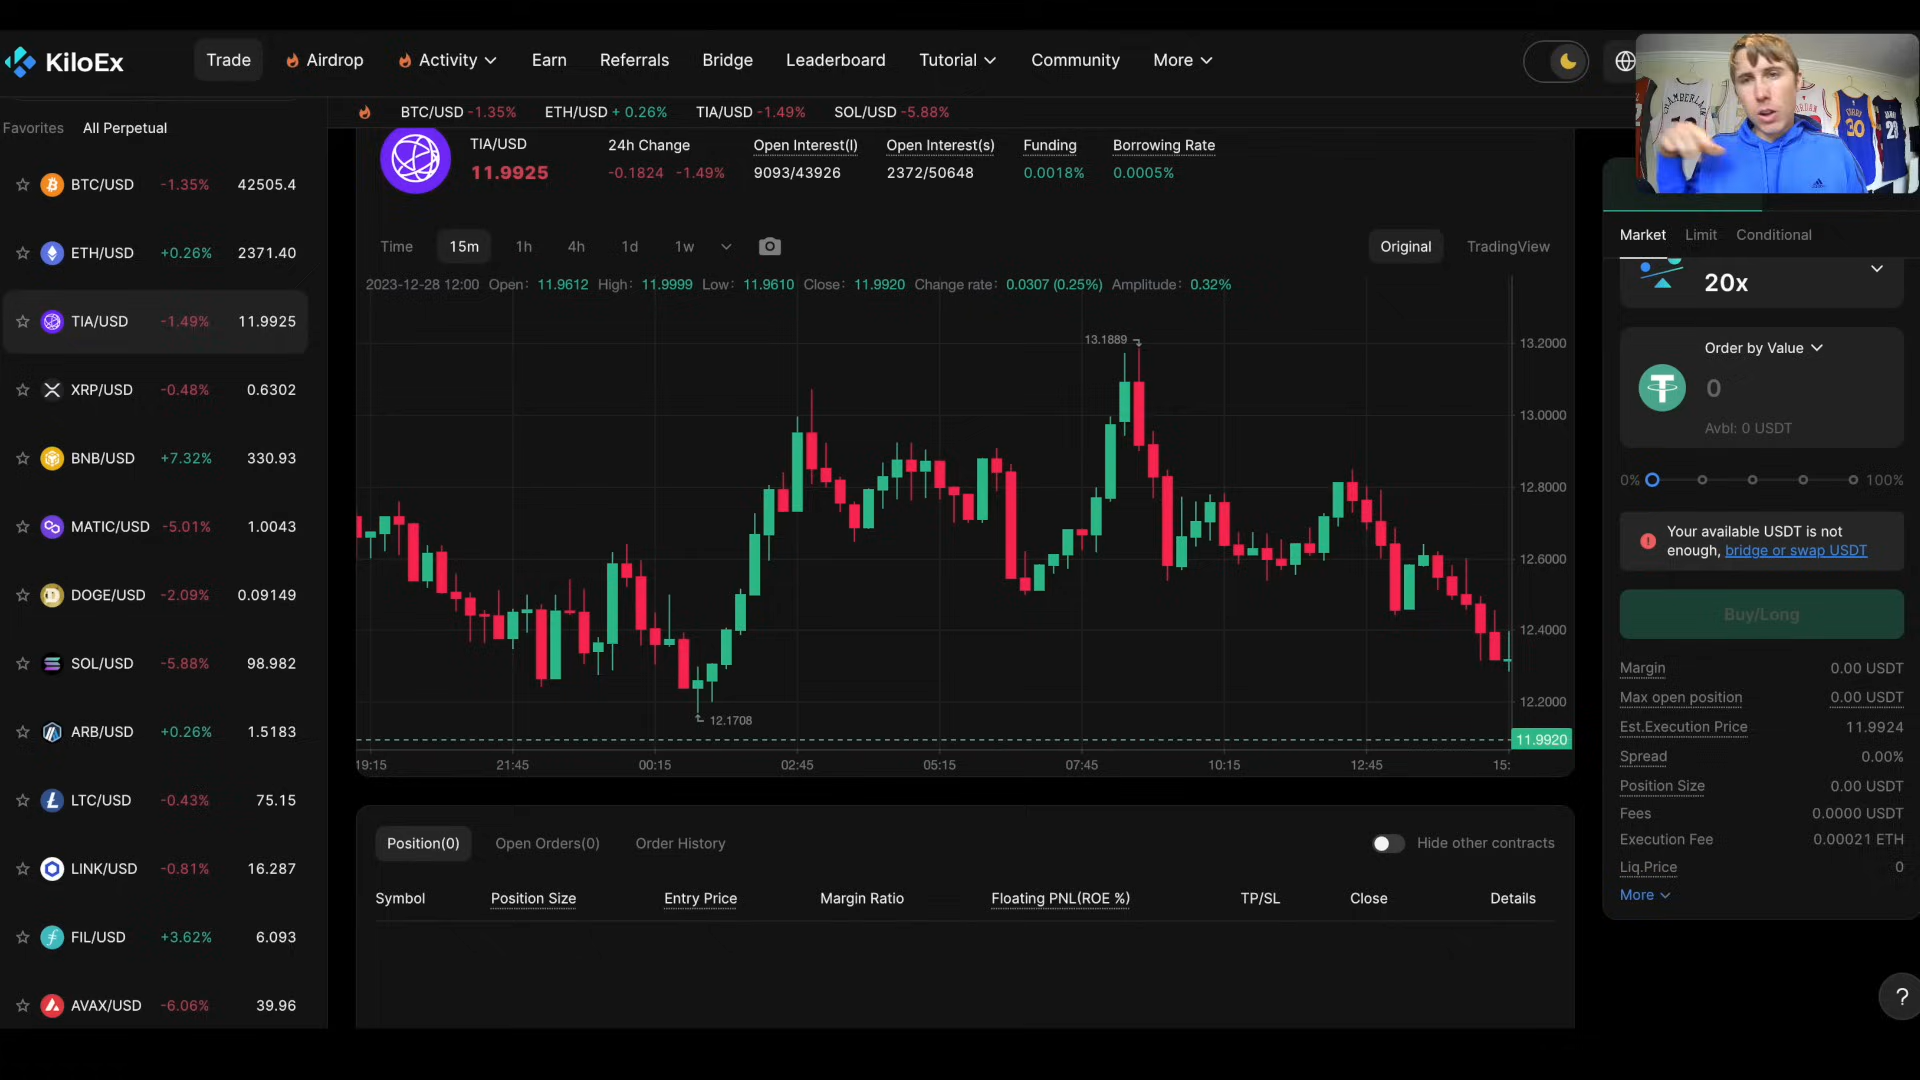 KiloEx
Trade
Airdrop
Activity
Earn
Referrals
Bridge
Leaderboard
Tutorial
Community
More
BTC/USD -1.35% ETH/USD + 0.26% TIA/USD -1.49% SOL/USD -5.88%
Favorites All Perpetual
BTC/USD -1.35% 42505.4
ETH/USD +0.26% 2371.40
TIA/USD -1.49% 11.9925
XRP/USD -0.48% 0.6302
BNB/USD +7.32% 330.93
MATIC/USD -5.01% 1.0043
DOGE/USD -2.09% 0.09149
SOL/USD -5.88% 98.982
ARB/USD +0.26% 1.5183
LTC/USD -0.43% 75.15
LINK/USD -0.81% 16.287
FIL/USD +3.62% 6.093
AVAX/USD -6.06% 39.96
TIA/USD 24h Change Open Interest(l) Open Interest(s) Funding Borrowing Rate
11.9925 -0.1824 -1.49% 9093/43926 2372/50648 0.0018% 0.0005%
Time 15m 1h 4h 1d 1w Original TradingView
2023-12-28 12:00 Open: 11.9612 High: 11.9999 Low: 11.9610 Close: 11.9920 Change rate: 0.0307 (0.25%) Amplitude: 0.32%
13.1889
12.1708
13.2000
13.0000
12.8000
12.6000
12.4000
12.2000
11.9920
19:15 21:45 00:15 02:45 05:15 07:45 10:15 12:45 15:
Position(0) Open Orders(0) Order History Hide other contracts
Symbol Position Size Entry Price Margin Ratio Floating PNL(ROE %) TP/SL Close Details
CHAMBERLAIN
30
23
Market Limit Conditional
20x
Order by Value
0
Avbl: 0 USDT
0% 100%
Your available USDT is not
enough, bridge or swap USDT
Buy/Long
Margin 0.00 USDT
Max open position 0.00 USDT
Est.Execution Price 11.9924
Spread 0.00%
Position Size 0.00 USDT
Fees 0.0000 USDT
Execution Fee 0.00021 ETH
Liq.Price 0
More
?